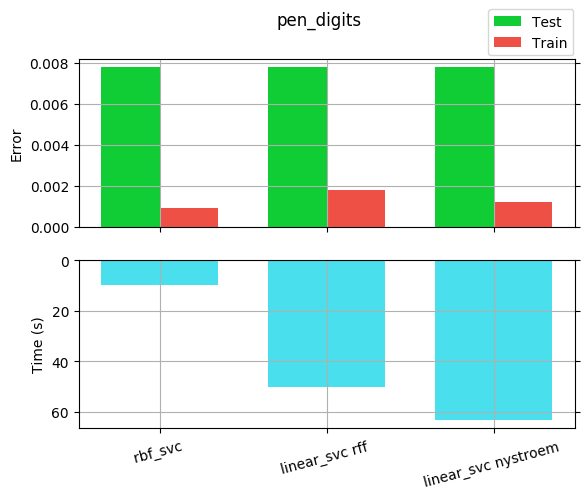 pen_digits
Test
Train
0.008
0.006
0.004
0.002
0.000
Error
0
20
40
60
Time (s)
rbf_svc
linear_svc rff
linear_svc nystroem